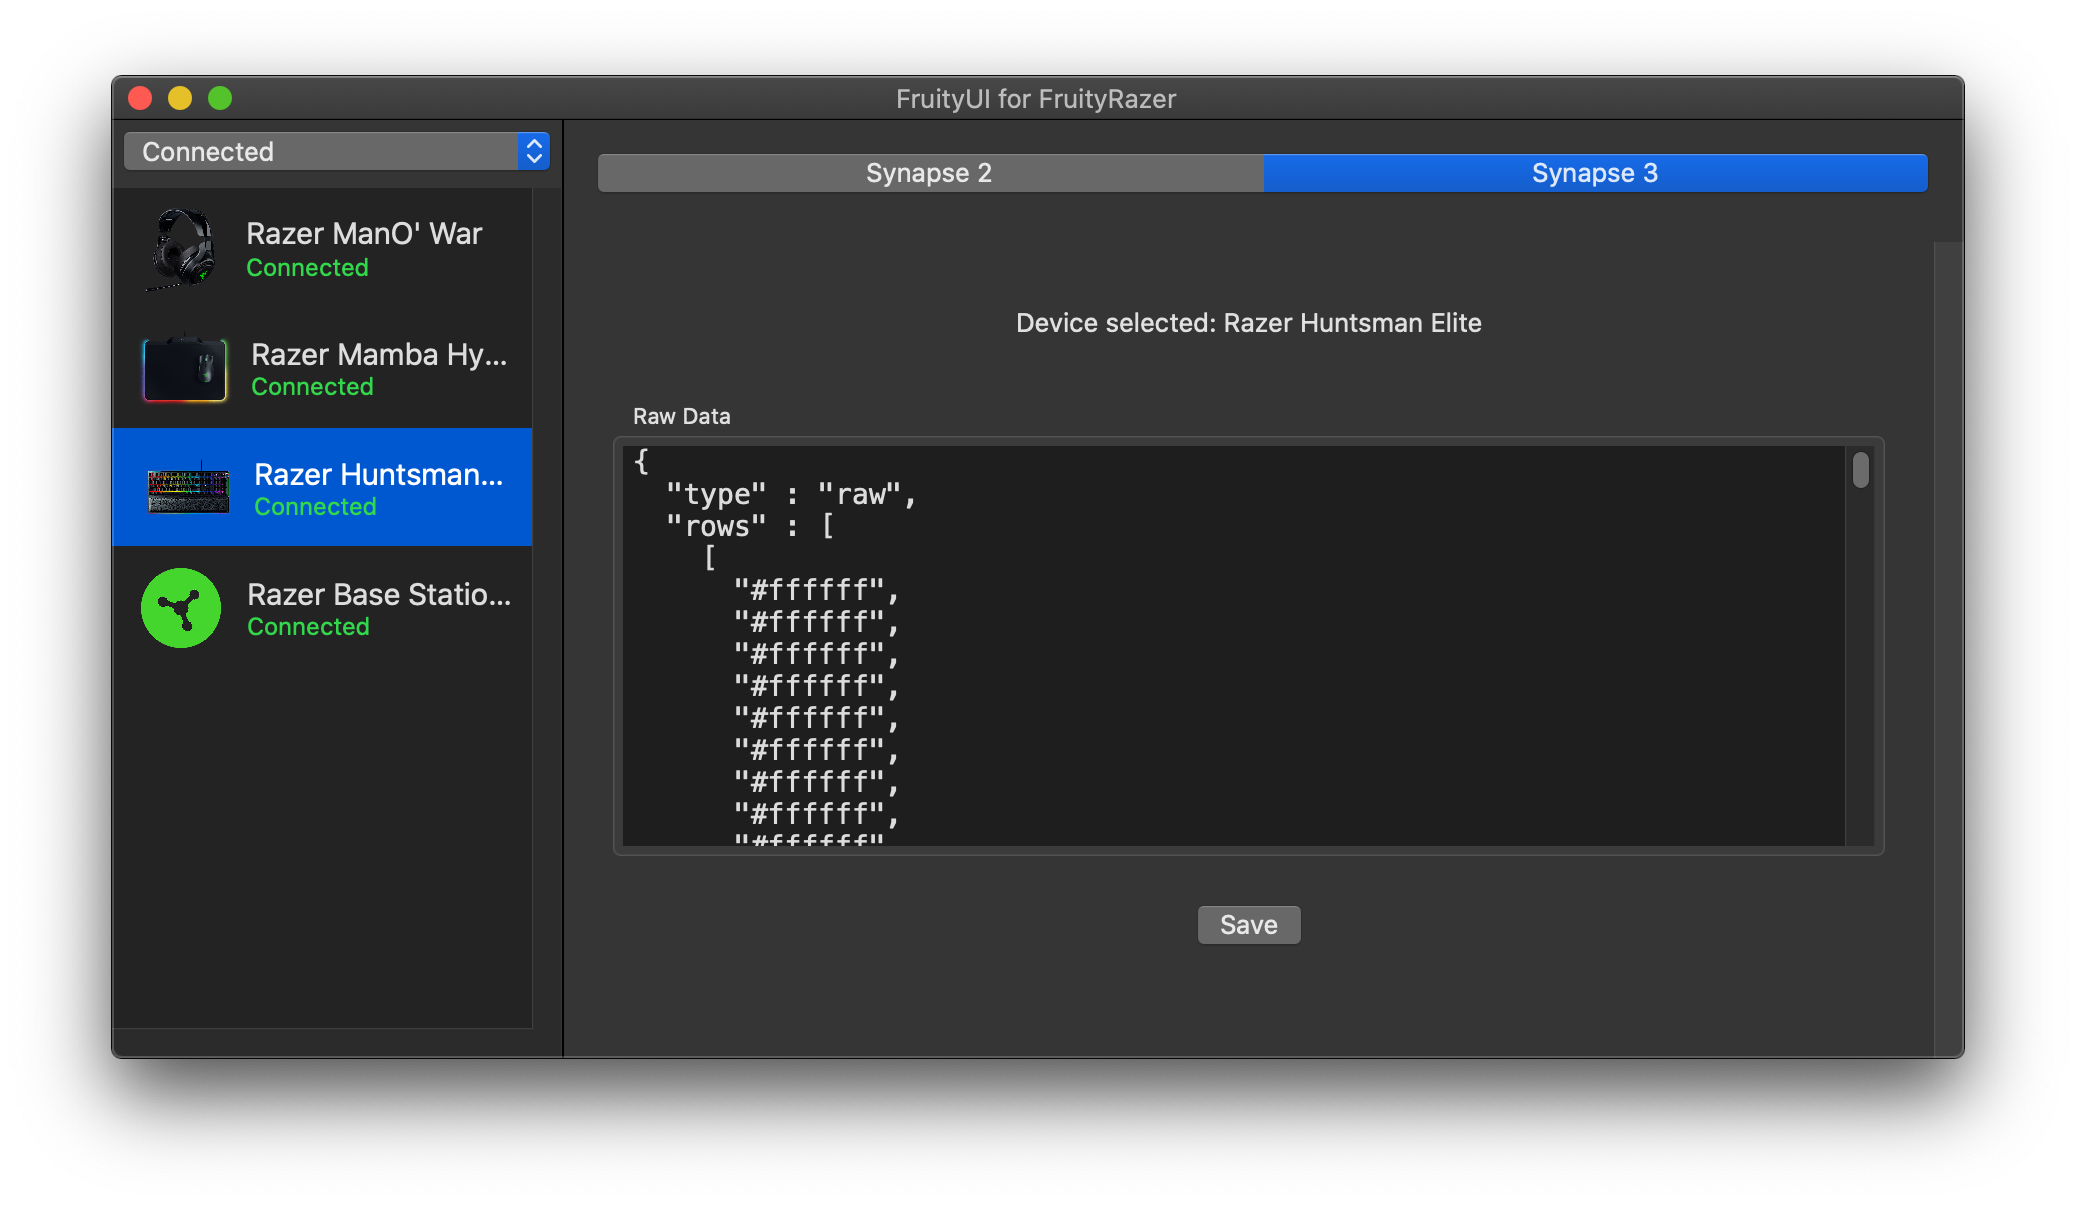 FruityUI for FruityRazer
Connected
Razer ManO' War
Connected
Razer Mamba Hy...
Connected
Razer Huntsman...
Connected
Razer Base Statio...
Connected
Synapse 2
Synapse 3
Device selected: Razer Huntsman Elite
Raw Data
{
"type" : "raw",
"rows" : [
[
"#ffffff",
"#ffffff",
"#ffffff",
"#ffffff",
"#ffffff",
"#ffffff",
"#ffffff",
"#ffffff",
"#ffffff"
Save